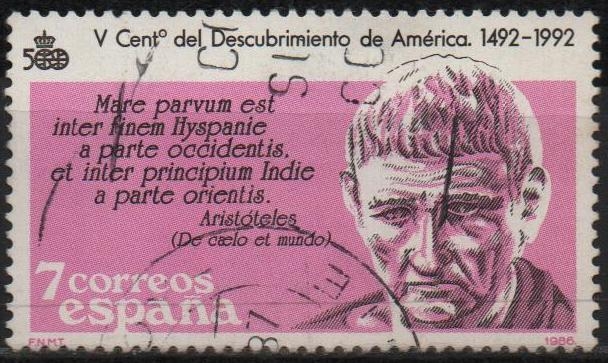 V Centº del Descubrimiento de América. 1492-1992
500
Mare parvum est
inter finem Hyspanie
a parte occidentis,
et inter principium Indie
a parte orientis.
Aristóteles
(De cælo et mundo)
7 correos
españa
F.N.M.T.
1986